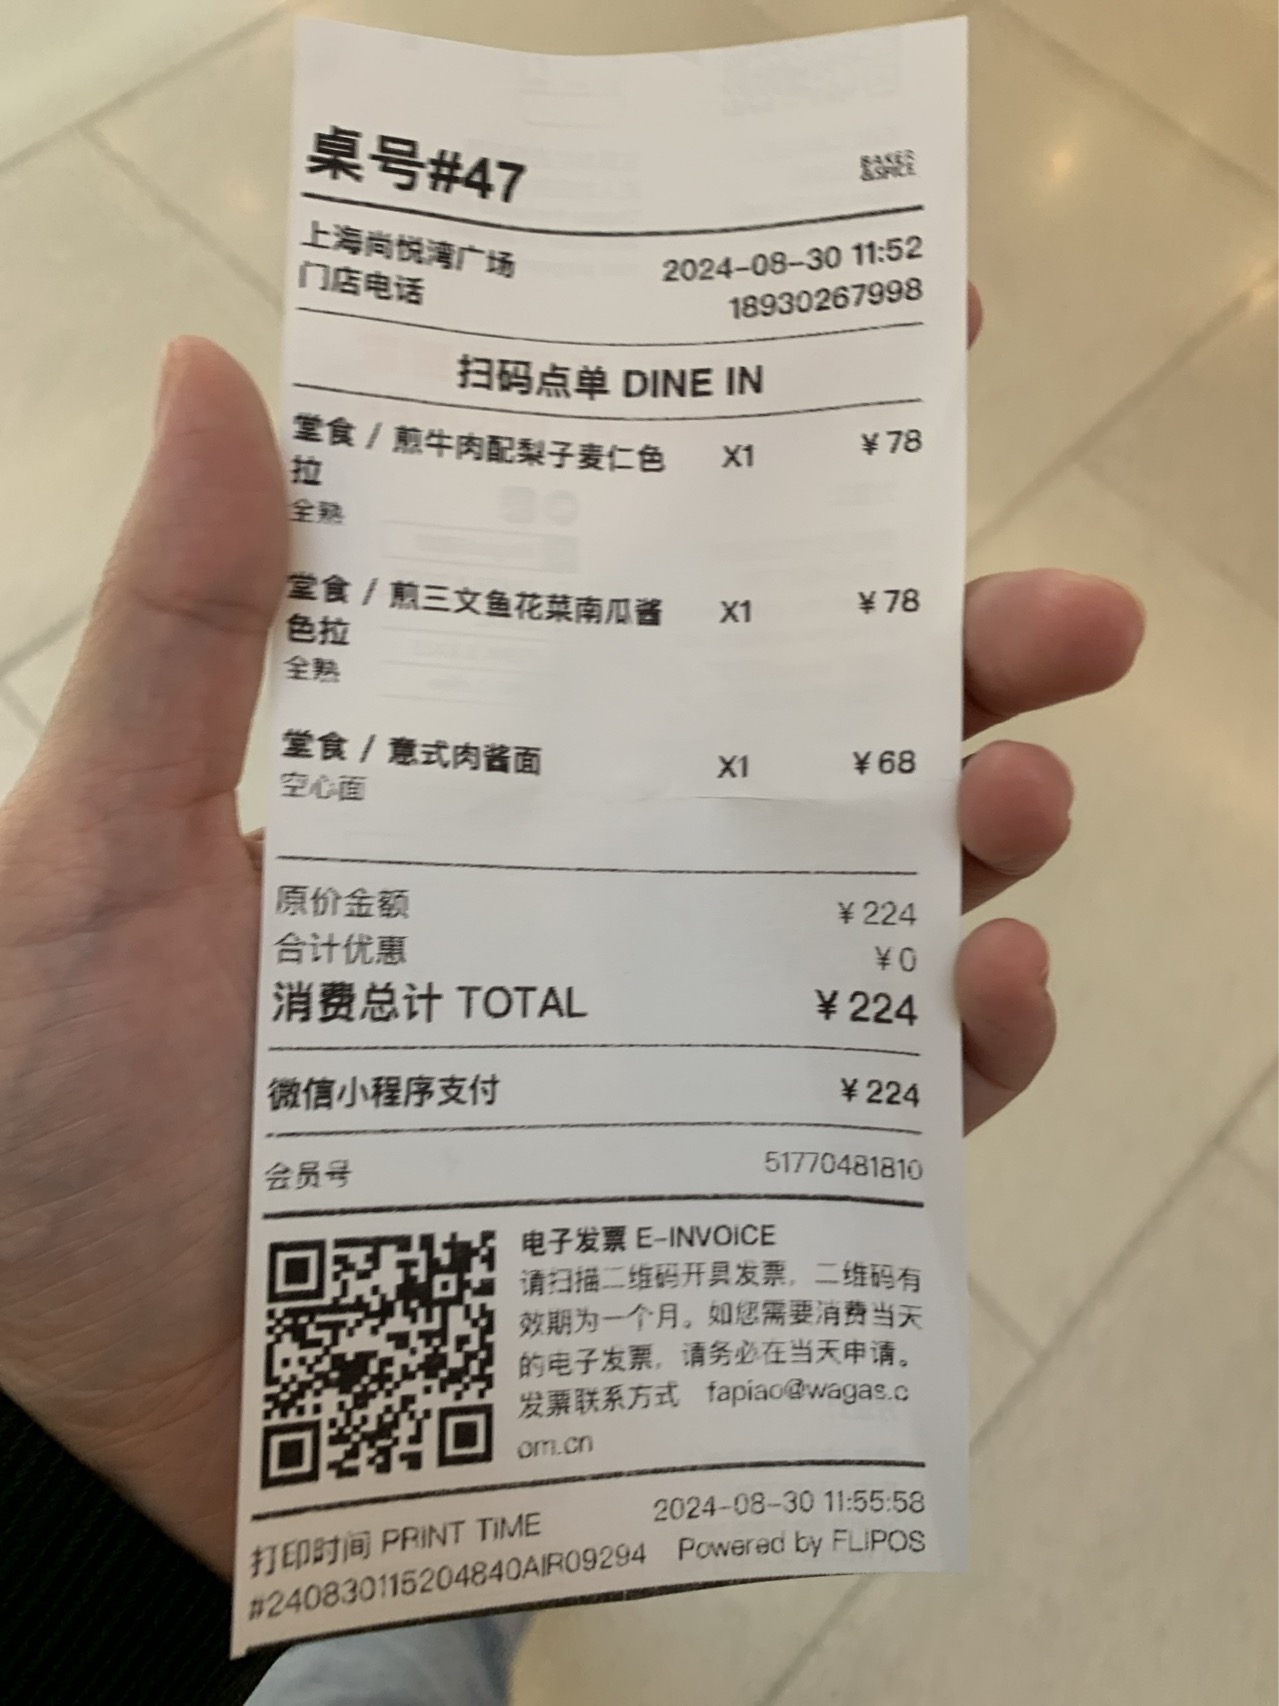 桌号#47
BAKER
&SPICE
上海尚悦湾广场 2024-08-30 11:52
门店电话 18930267998
扫码点单 DINE IN
堂食 / 煎牛肉配梨子麦仁色 X1 ¥78
拉
全熟
堂食 / 煎三文鱼花菜南瓜酱 X1 ¥78
色拉
全熟
堂食 / 意式肉酱面 X1 ¥68
空心面
原价金额 ¥224
合计优惠 ¥0
消费总计 TOTAL ¥224
微信小程序支付 ¥224
会员号 51770481810
电子发票 E-INVOICE
请扫描二维码开具发票，二维码有
效期为一个月。如您需要消费当天
的电子发票，请务必在当天申请。
发票联系方式 fapiao@wagas.c
om.cn
打印时间 PRINT TIME 2024-08-30 11:55:58
#240830115204840AIR09294 Powered by FLIPOS